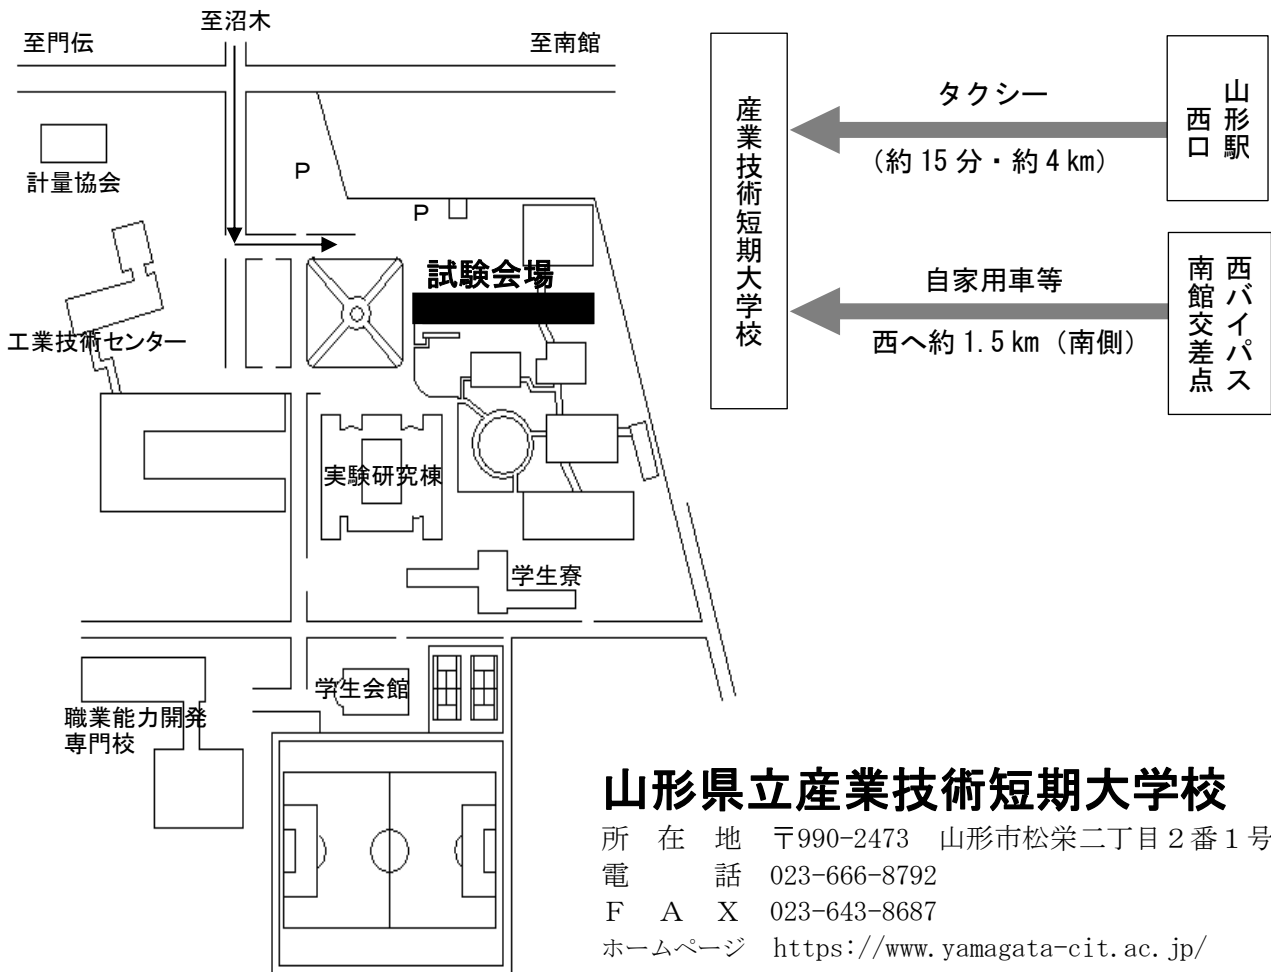 至沼木
至門伝
至南館
計量協会
P
P
試験会場
工業技術センター
実験研究棟
学生寮
学生会館
職業能力開発
専門校
産業技術短期大学校
タクシー
(約 15 分・約 4 km)
山形駅
西口
自家用車等
西へ約 1.5 km (南側)
西バイパス
南館交差点
山形県立産業技術短期大学校
所 在 地 〒990-2473 山形市松栄二丁目2番1号
電 話 023-666-8792
F A X 023-643-8687
ホームページ https://www.yamagata-cit.ac.jp/